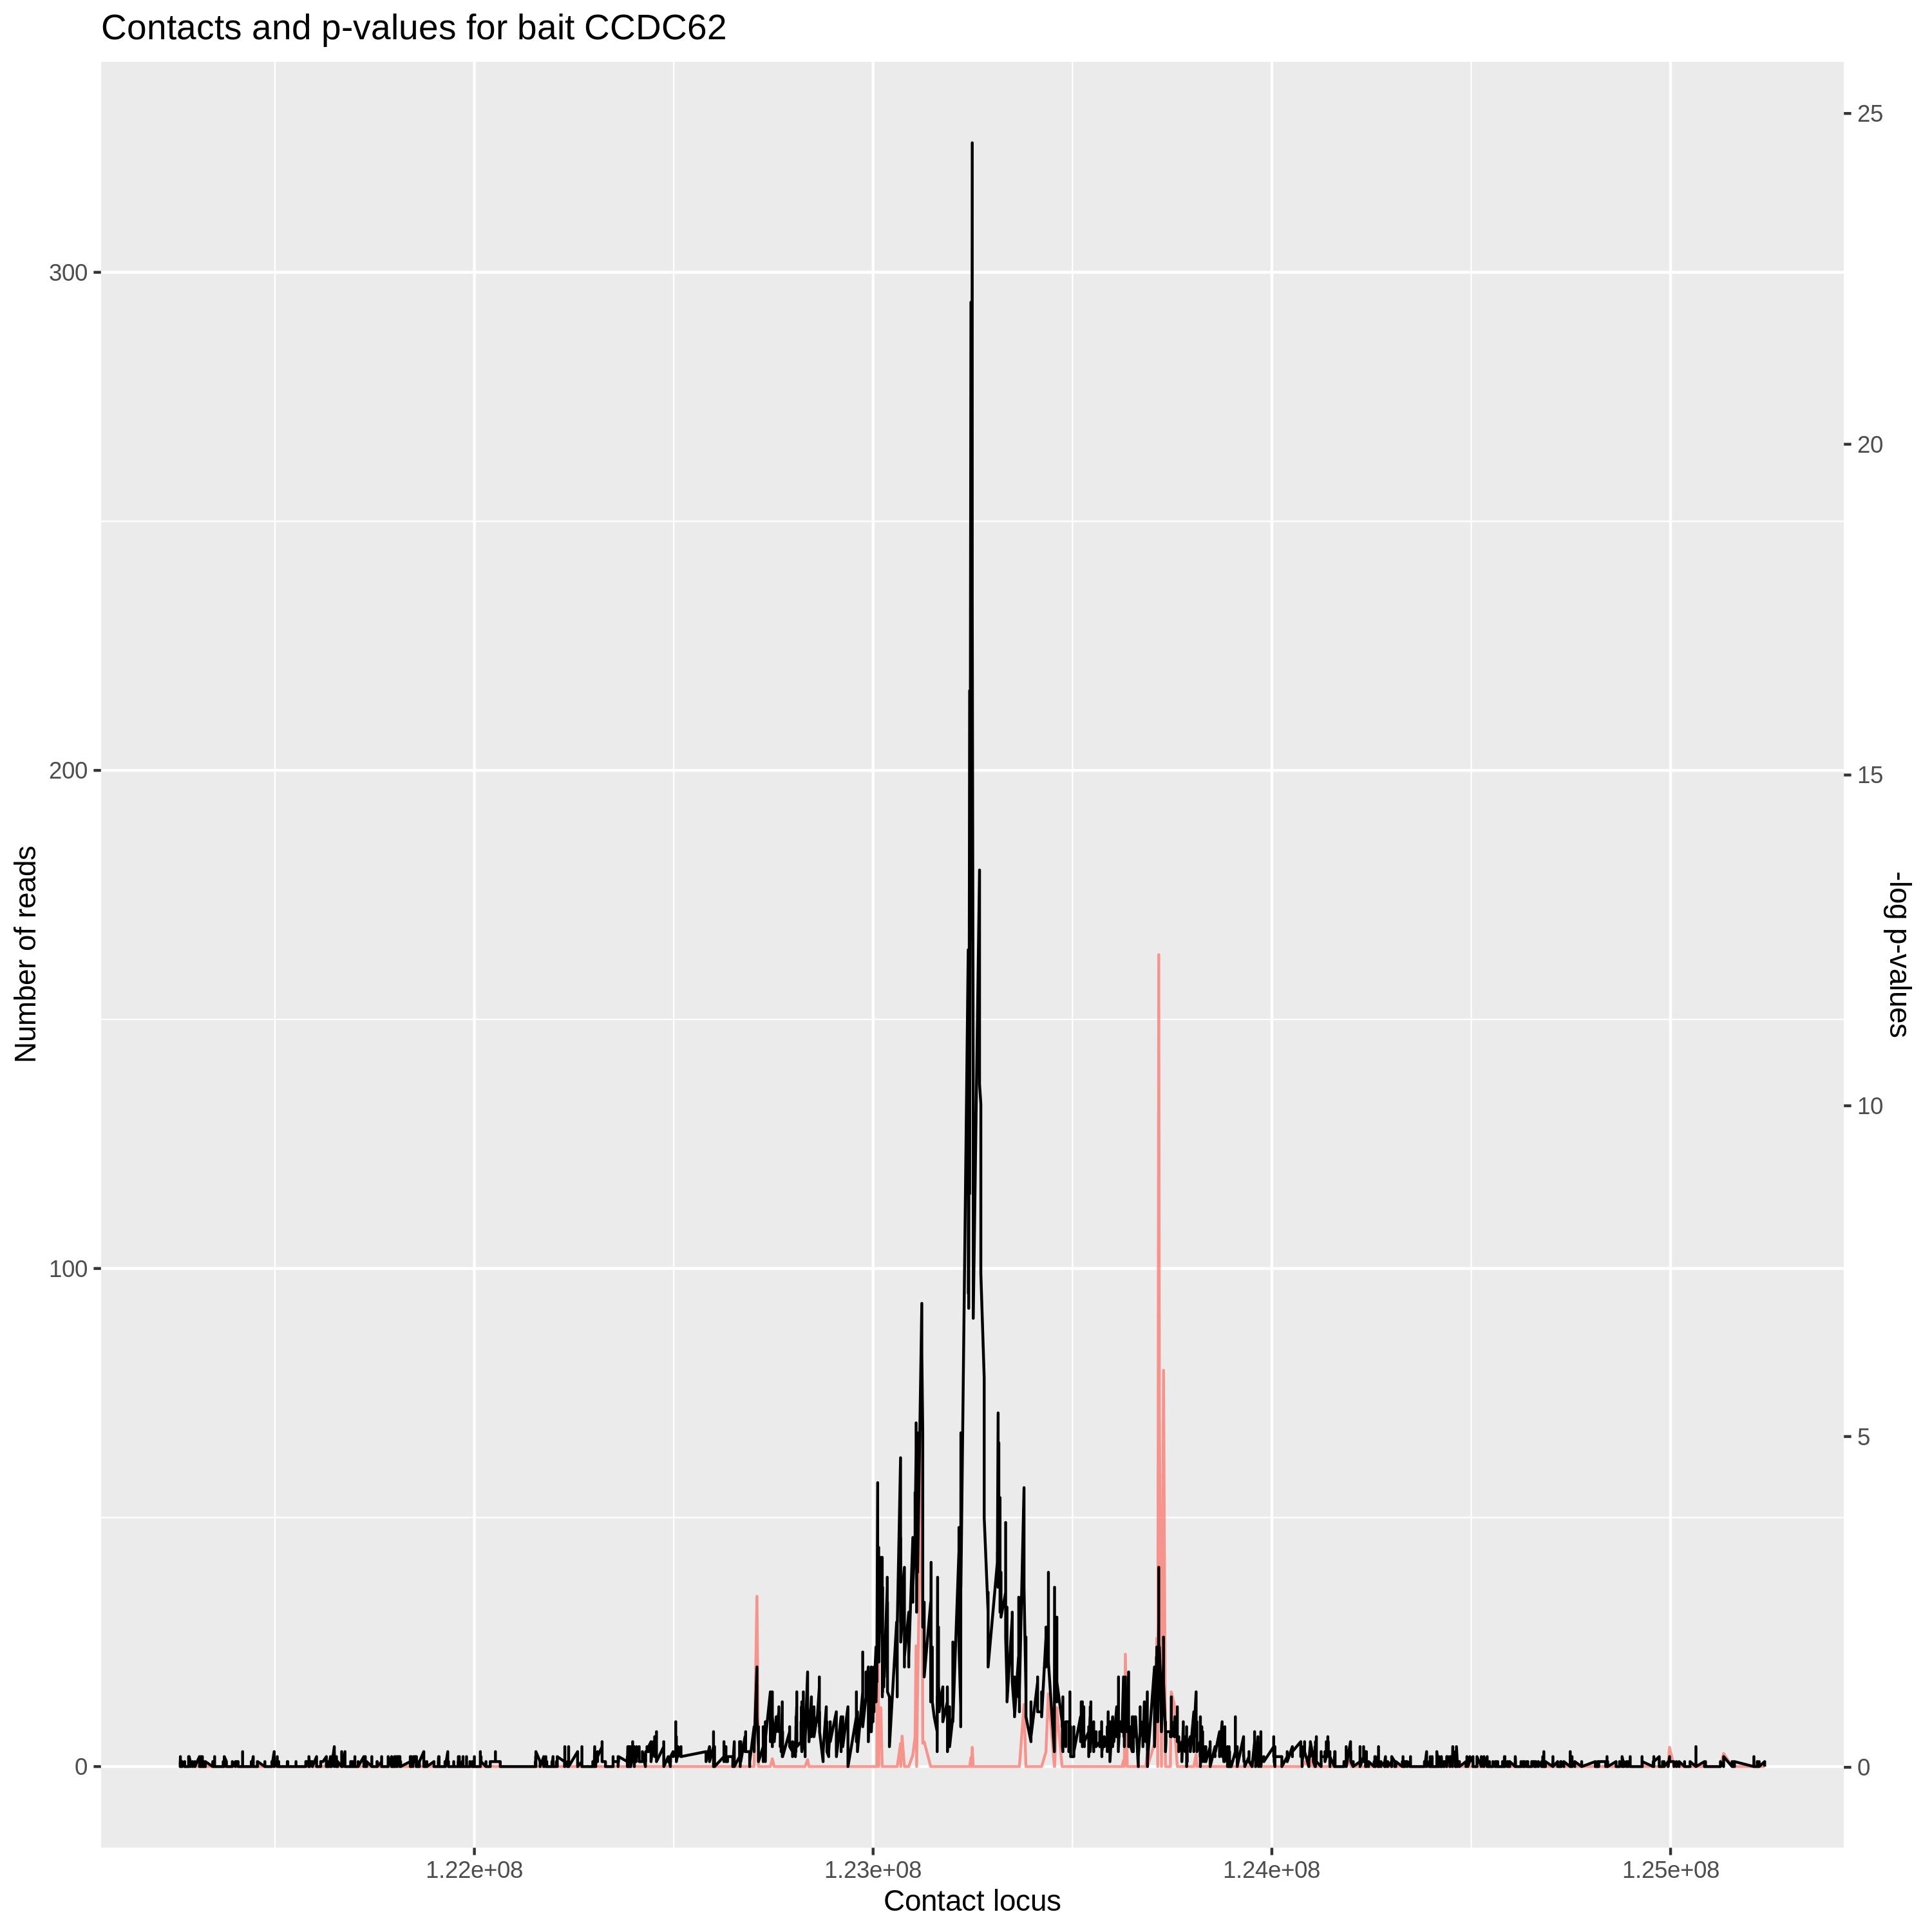 Contacts and p-values for bait CCDC62
300
200
100
0
Number of reads
25
20
15
10
5
0
-log p-values
1.22e+08
1.23e+08
1.24e+08
1.25e+08
Contact locus